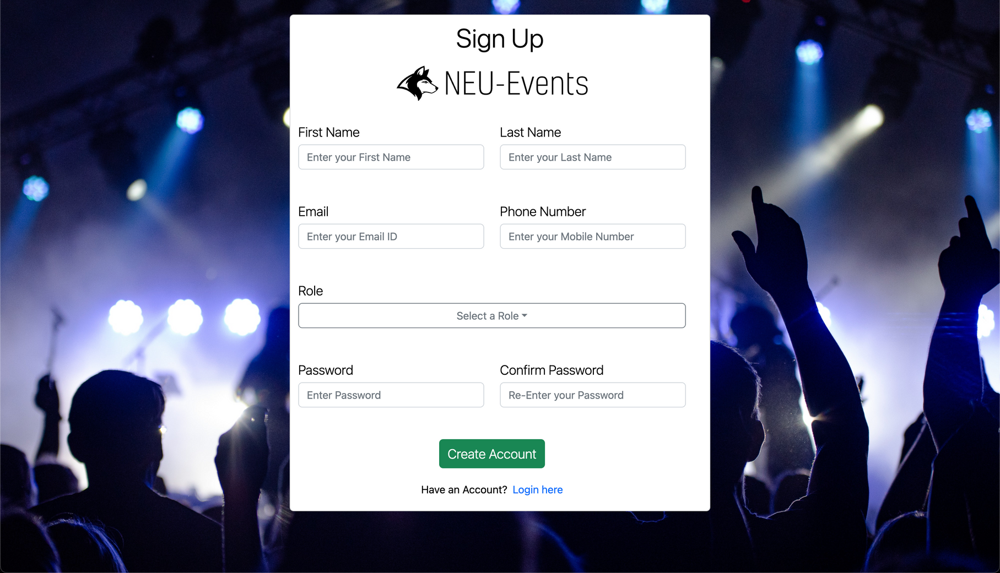 Sign Up
NEU-Events
First Name Last Name
Enter your First Name Enter your Last Name
Email Phone Number
Enter your Email ID Enter your Mobile Number
Role
Select a Role
Password Confirm Password
Enter Password Re-Enter your Password
Create Account
Have an Account? Login here